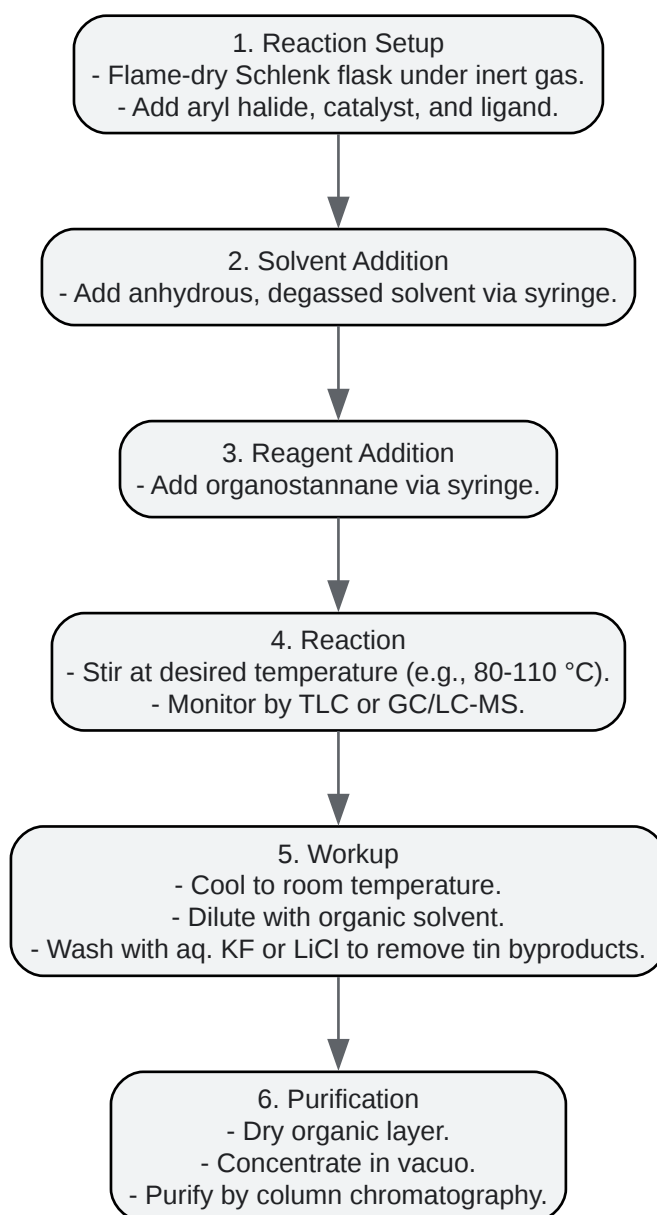 1. Reaction Setup
- Flame-dry Schlenk flask under inert gas.
- Add aryl halide, catalyst, and ligand.
2. Solvent Addition
- Add anhydrous, degassed solvent via syringe.
3. Reagent Addition
- Add organostannane via syringe.
4. Reaction
- Stir at desired temperature (e.g., 80-110 °C).
- Monitor by TLC or GC/LC-MS.
5. Workup
- Cool to room temperature.
- Dilute with organic solvent.
- Wash with aq. KF or LiCl to remove tin byproducts.
6. Purification
- Dry organic layer.
- Concentrate in vacuo.
- Purify by column chromatography.